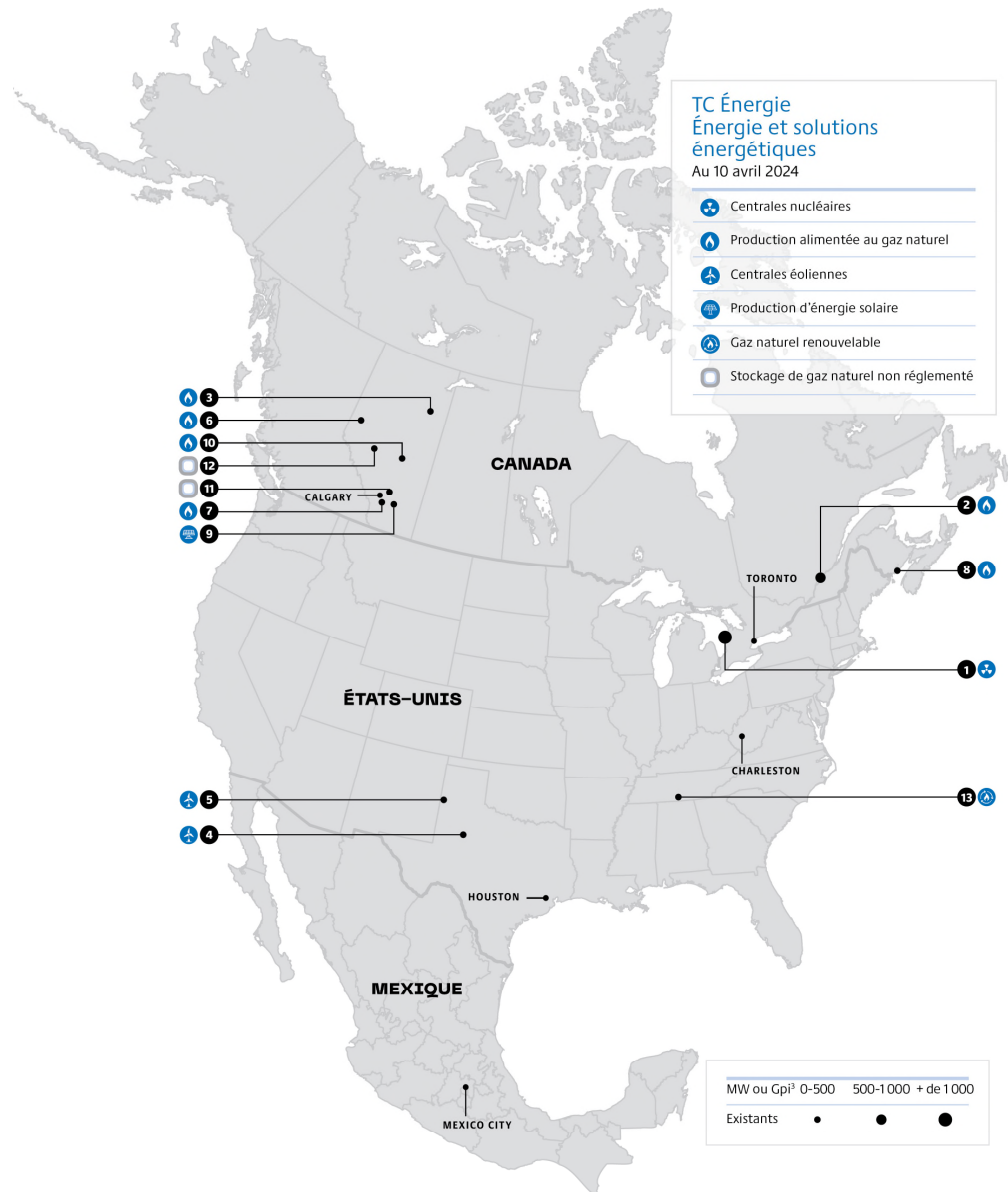 TC Énergie
Énergie et solutions
énergétiques
Au 10 avril 2024
Centrales nucléaires
Production alimentée au gaz naturel
Centrales éoliennes
Production d'énergie solaire
Gaz naturel renouvelable
Stockage de gaz naturel non réglementé
3
6
10
12
11
CALGARY
7
9
CANADA
2
8
TORONTO
1
ÉTATS-UNIS
CHARLESTON
5
13
4
HOUSTON
MEXIQUE
MEXICO CITY
MW ou Gpi³ 0-500 500-1 000 + de 1 000
Existants